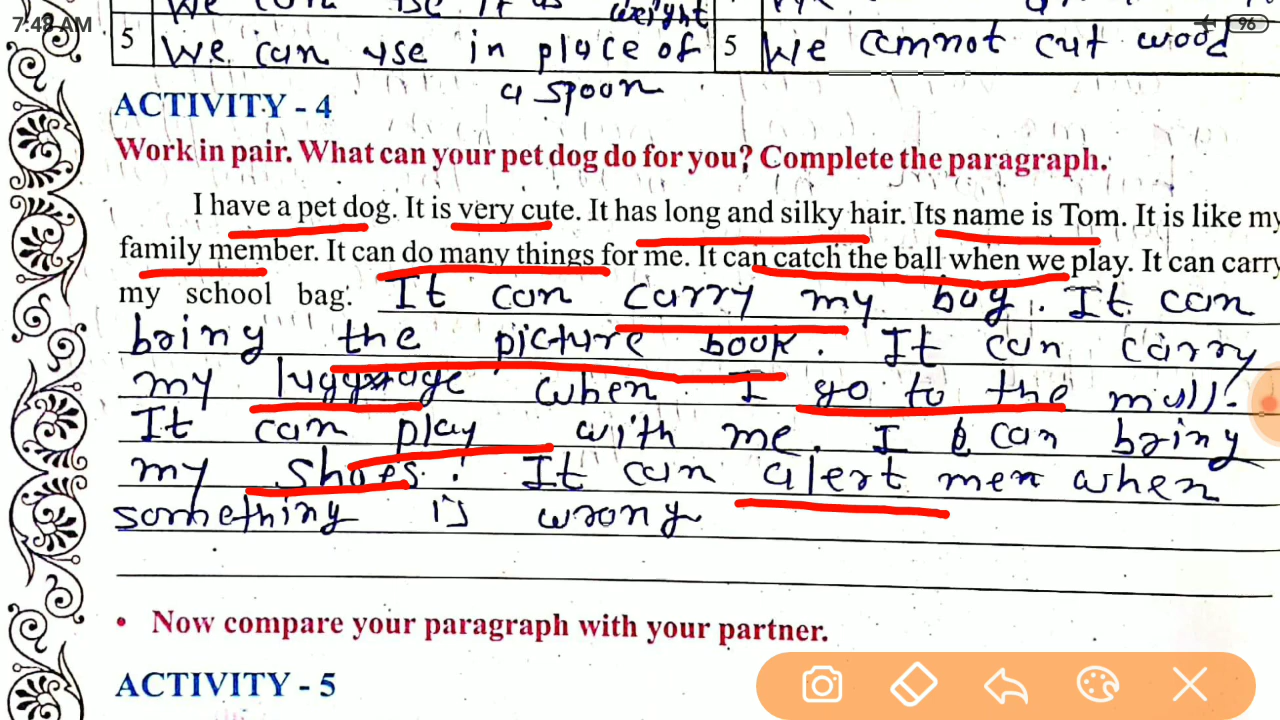 7:48 AM
96
we it as weight
5 We can use in place of 5 We cannot cut wood
a spoon
ACTIVITY - 4
Work in pair. What can your pet dog do for you? Complete the paragraph.
I have a pet dog. It is very cute. It has long and silky hair. Its name is Tom. It is like my
family member. It can do many things for me. It can catch the ball when we play. It can carry
my school bag. It can carry my bag. It can
bring the picture book. It can carry
my luggage when I go to the mall.
It can play with me. I can bring
my shoes. It can alert men when
something is wrong
• Now compare your paragraph with your partner.
ACTIVITY - 5